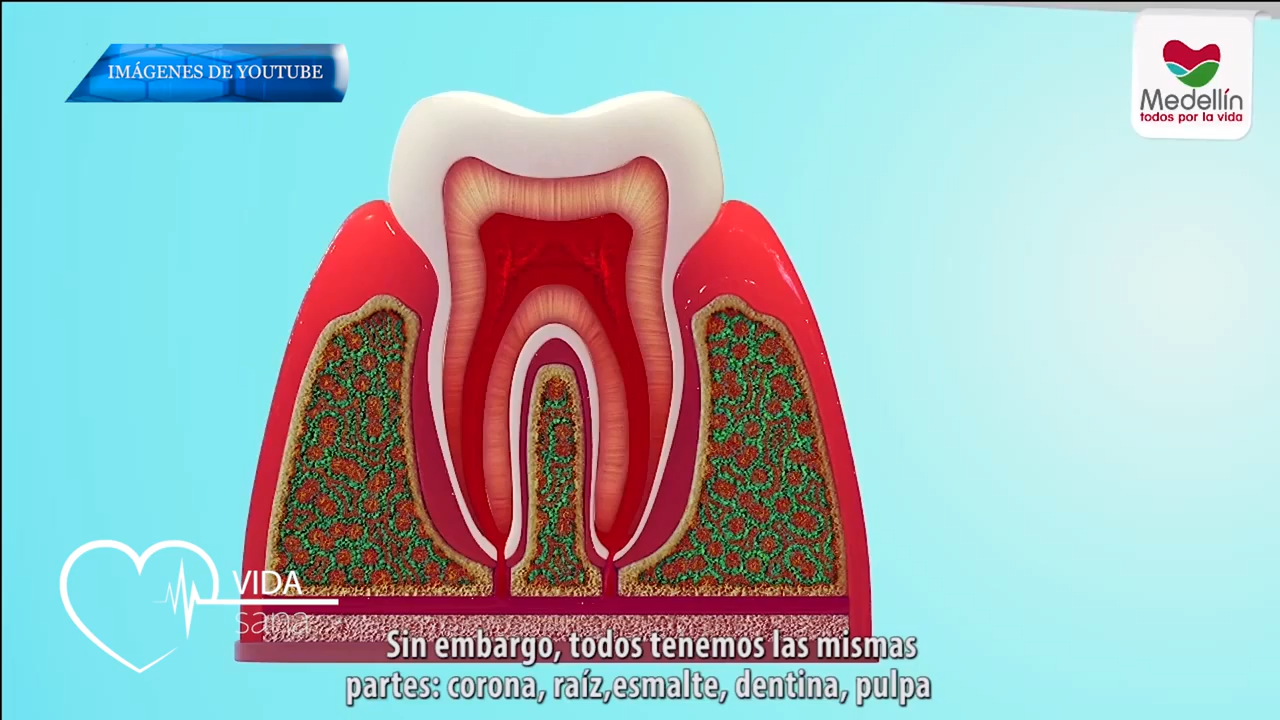 IMÁGENES DE YOUTUBE
Medellín
todos por la vida
VIDA
sana
Sin embargo, todos tenemos las mismas
partes: corona, raíz,esmalte, dentina, pulpa